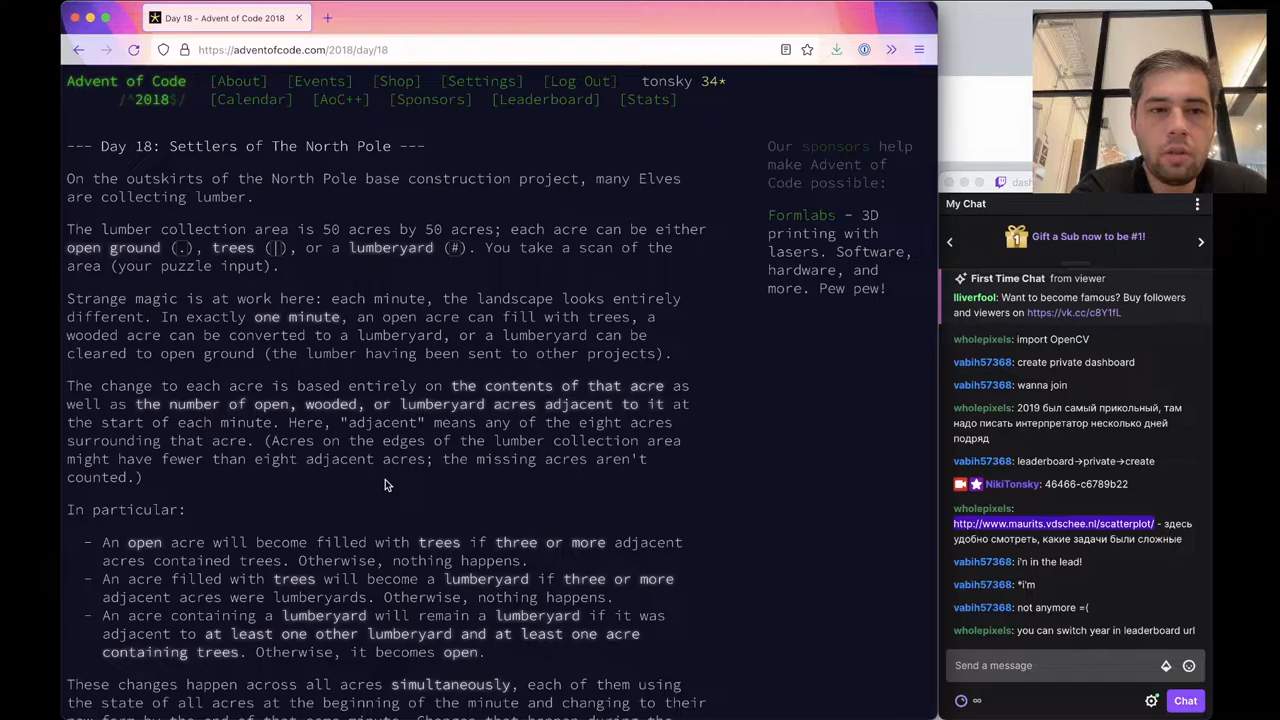 Day 18 - Advent of Code 2018
https://adventofcode.com/2018/day/18
Advent of Code [About] [Events] [Shop] [Settings] [Log Out] tonsky 34*
/^2018$/ [Calendar] [AoC++] [Sponsors] [Leaderboard] [Stats]
--- Day 18: Settlers of The North Pole ---
On the outskirts of the North Pole base construction project, many Elves
are collecting lumber.
The lumber collection area is 50 acres by 50 acres; each acre can be either
open ground (.), trees (|), or a lumberyard (#). You take a scan of the
area (your puzzle input).
Strange magic is at work here: each minute, the landscape looks entirely
different. In exactly one minute, an open acre can fill with trees, a
wooded acre can be converted to a lumberyard, or a lumberyard can be
cleared to open ground (the lumber having been sent to other projects).
The change to each acre is based entirely on the contents of that acre as
well as the number of open, wooded, or lumberyard acres adjacent to it at
the start of each minute. Here, "adjacent" means any of the eight acres
surrounding that acre. (Acres on the edges of the lumber collection area
might have fewer than eight adjacent acres; the missing acres aren't
counted.)
In particular:
- An open acre will become filled with trees if three or more adjacent
acres contained trees. Otherwise, nothing happens.
- An acre filled with trees will become a lumberyard if three or more
adjacent acres were lumberyards. Otherwise, nothing happens.
- An acre containing a lumberyard will remain a lumberyard if it was
adjacent to at least one other lumberyard and at least one acre
containing trees. Otherwise, it becomes open.
These changes happen across all acres simultaneously, each of them using
the state of all acres at the beginning of the minute and changing to their
Our sponsors help
make Advent of
Code possible:
Formlabs - 3D
printing with
lasers. Software,
hardware, and
more. Pew pew!
dash
My Chat
1
Gift a Sub now to be #1!
First Time Chat from viewer
lliverfool: Want to become famous? Buy followers
and viewers on https://vk.cc/c8Y1fL
wholepixels: import OpenCV
vabih57368: create private dashboard
vabih57368: wanna join
wholepixels: 2019 был самый прикольный, там
надо писать интерпретатор несколько дней
подряд
vabih57368: leaderboard->private->create
NikiTonsky: 46466-c6789b22
wholepixels:
http://www.maurits.vdschee.nl/scatterplot/ - здесь
удобно смотреть, какие задачи были сложные
vabih57368: i'n in the lead!
vabih57368: *i'm
vabih57368: not anymore =(
wholepixels: you can switch year in leaderboard url
Send a message
∞
Chat